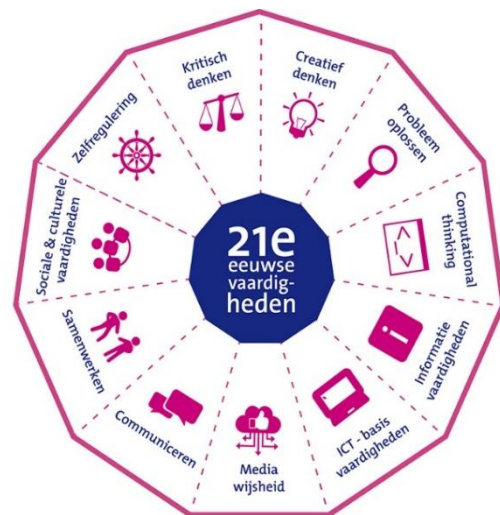 21e
eeuwse
vaardig-
heden
Kritisch
denken
Creatief
denken
Probleem
oplossen
Computational
thinking
Informatie
vaardigheden
ICT - basis
vaardigheden
Media
wijsheid
Communiceren
Samenwerken
Sociale & culturele
vaardigheden
Zelfregulering